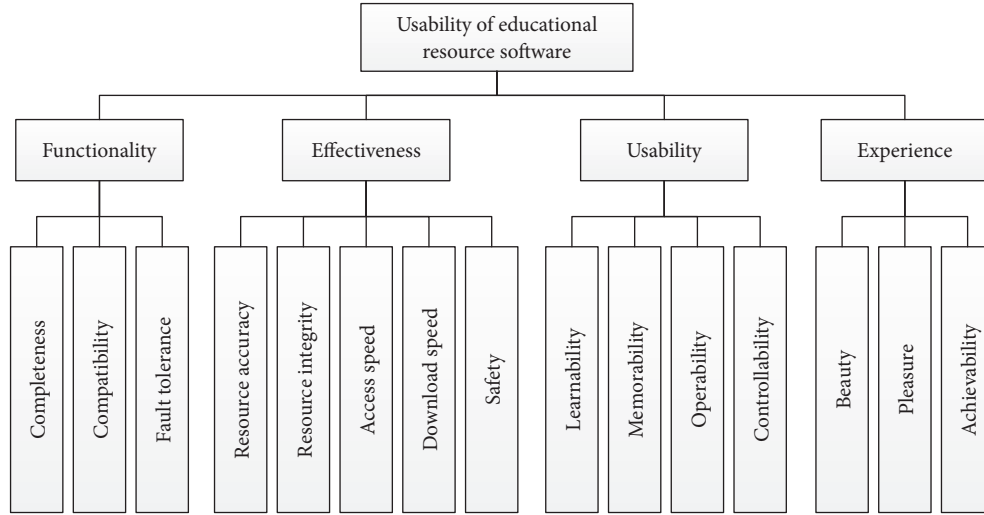 Usability of educational
resource software
Functionality
Effectiveness
Usability
Experience
Completeness
Compatibility
Fault tolerance
Resource accuracy
Resource integrity
Access speed
Download speed
Safety
Learnability
Memorability
Operability
Controllability
Beauty
Pleasure
Achievability